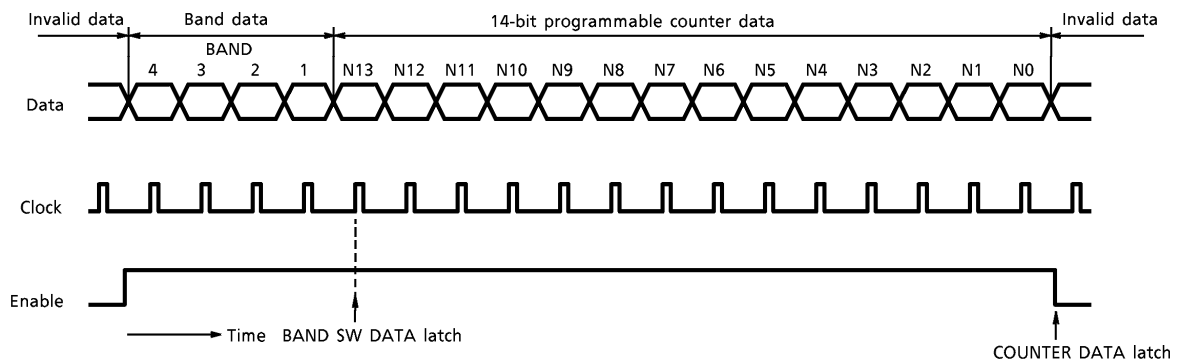 Invalid data
Band data
14-bit programmable counter data
Invalid data
BAND
4 3 2 1 N13 N12 N11 N10 N9 N8 N7 N6 N5 N4 N3 N2 N1 N0
Data
Clock
Enable
Time
BAND SW DATA latch
COUNTER DATA latch